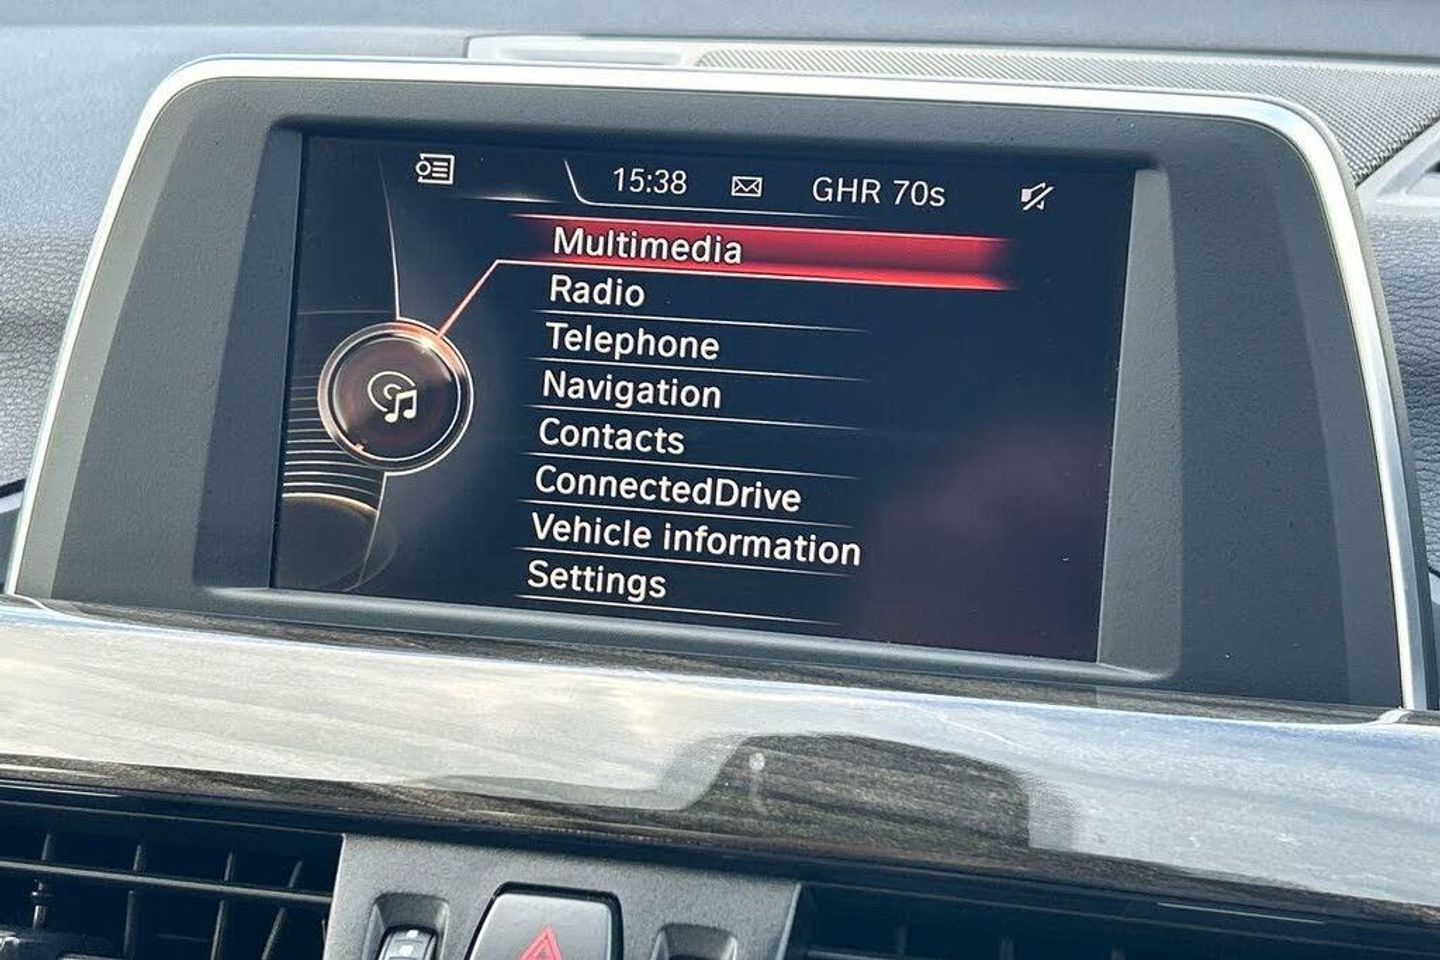 15:38 GHR 70s
Multimedia
Radio
Telephone
Navigation
Contacts
ConnectedDrive
Vehicle information
Settings